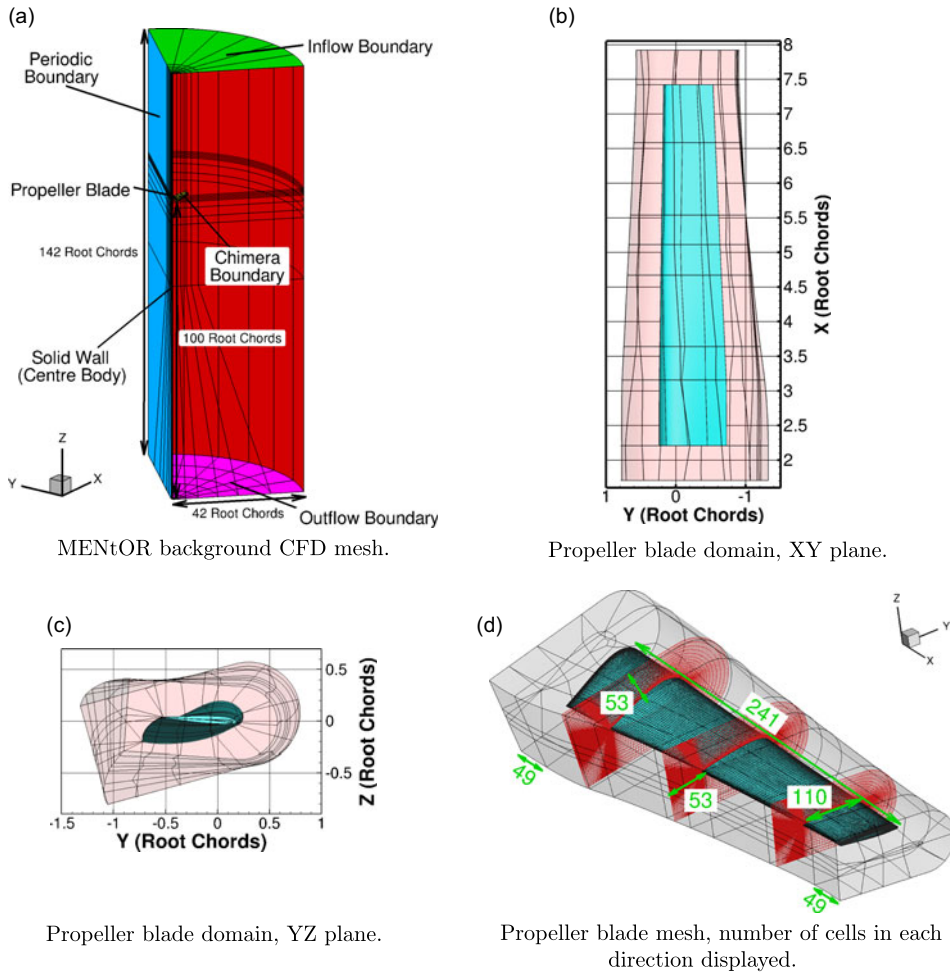 (a)
Inflow Boundary
Periodic
Boundary
Propeller Blade
142 Root Chords
Chimera
Boundary
100 Root Chords
Solid Wall
(Centre Body)
Z
Y
X
42 Root Chords
Outflow Boundary
MENtOR background CFD mesh.
(b)
8
7.5
7
6.5
6
5.5
5
4.5
4
3.5
3
2.5
2
X (Root Chords)
1
0
-1
Y (Root Chords)
Propeller blade domain, XY plane.
(c)
0.5
0
-0.5
Z (Root Chords)
-1.5
-1
-0.5
0
0.5
1
Y (Root Chords)
Propeller blade domain, YZ plane.
(d)
Z
Y
X
53
241
49
53
110
49
Propeller blade mesh, number of cells in each
direction displayed.